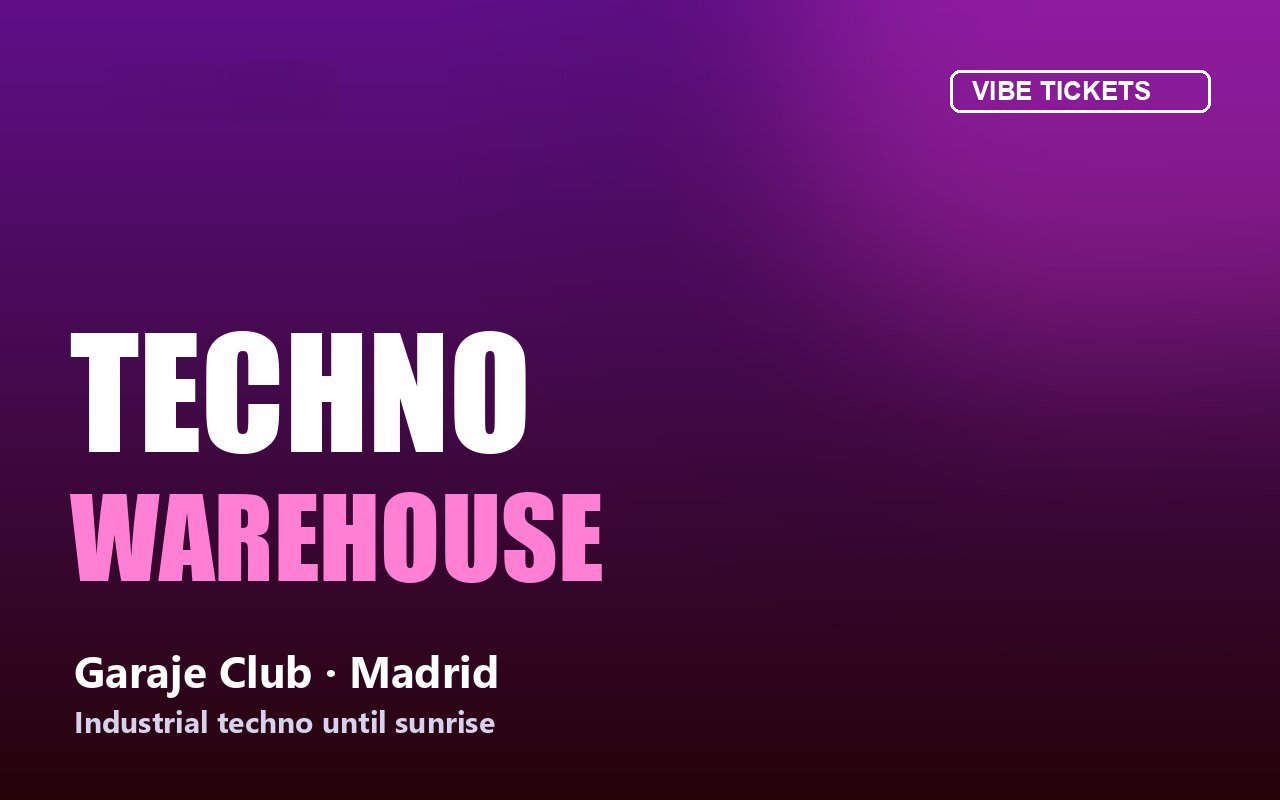 VIBE TICKETS
TECHNO
WAREHOUSE
Garaje Club · Madrid
Industrial techno until sunrise